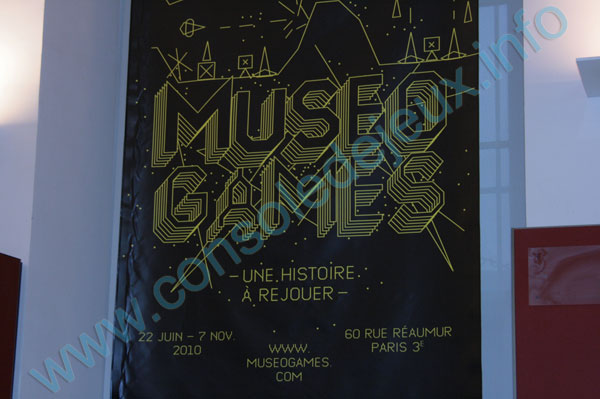 MUSEO
GAMES
– UNE HISTOIRE
À REJOUER –
22 JUIN – 7 NOV.
2010
WWW.
MUSEOGAMES.
COM
60 RUE RÉAUMUR
PARIS 3E
www.consoledejeux.info